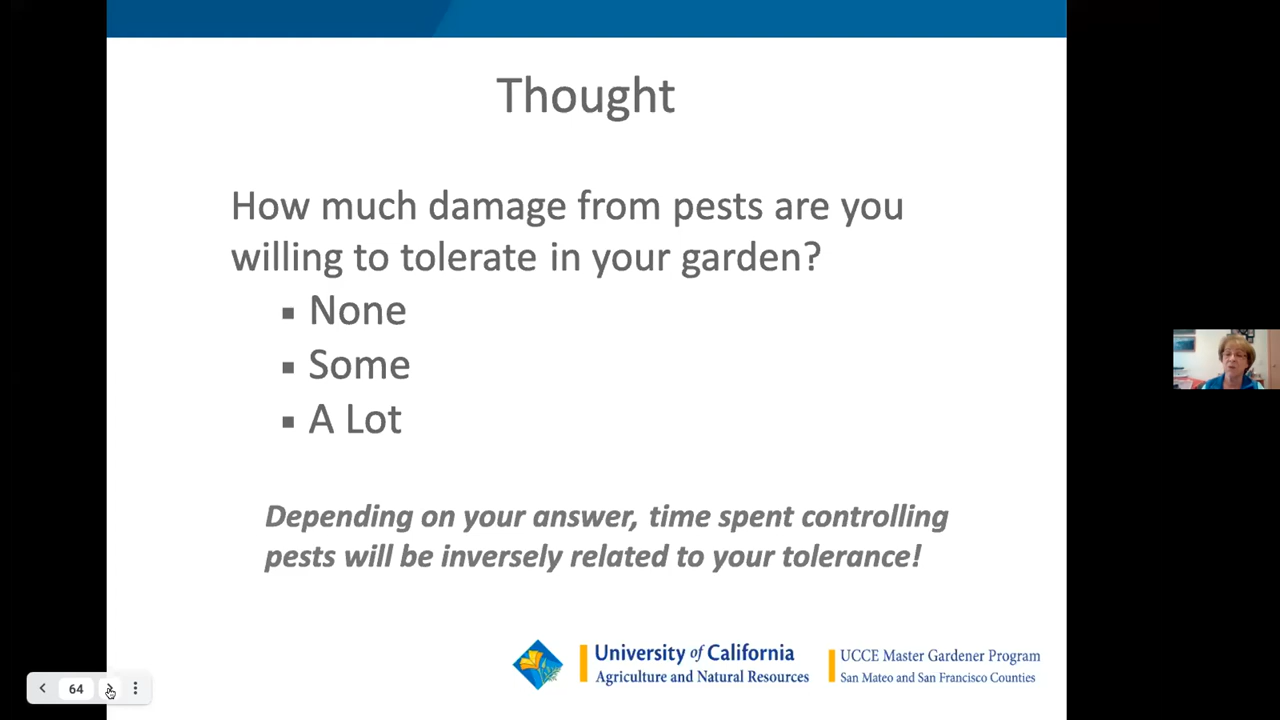 Thought
How much damage from pests are you
willing to tolerate in your garden?
▪ None
▪ Some
▪ A Lot
Depending on your answer, time spent controlling
pests will be inversely related to your tolerance!
University of California
Agriculture and Natural Resources
UCCE Master Gardener Program
San Mateo and San Francisco Counties
64